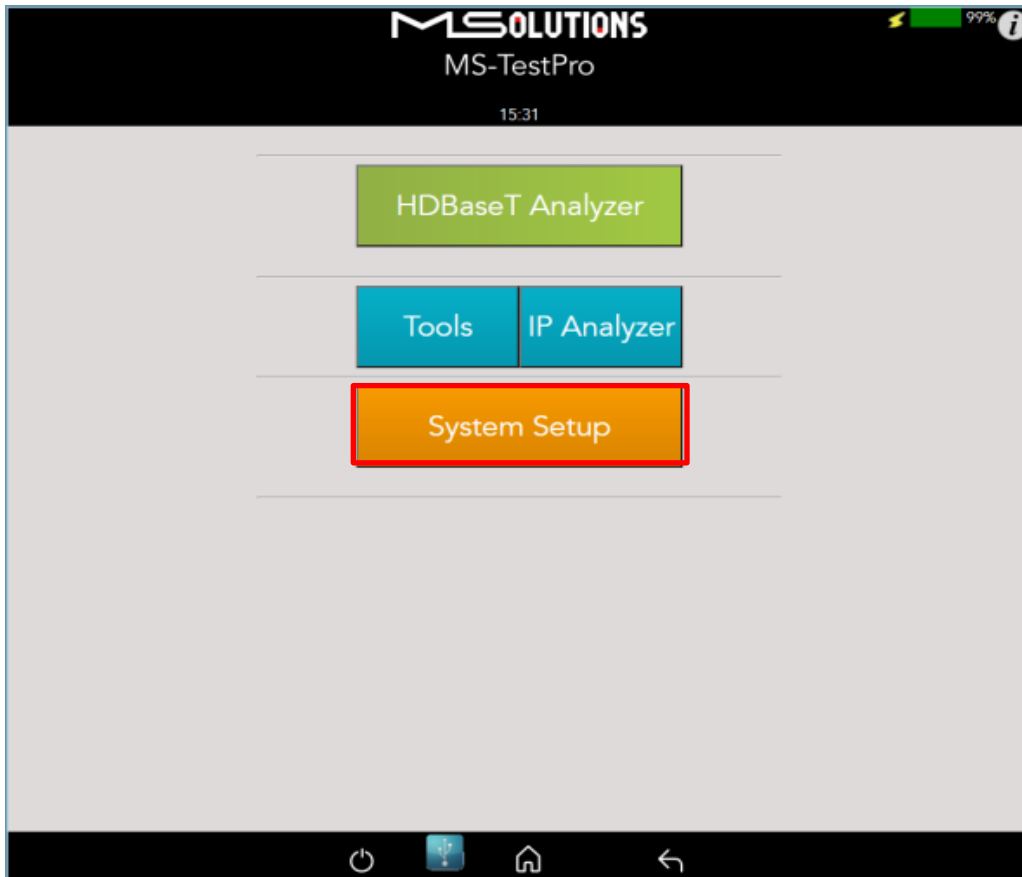 MSOLUTIONS
99% i
MS-TestPro
15:31
HDBaseT Analyzer
Tools
IP Analyzer
System Setup